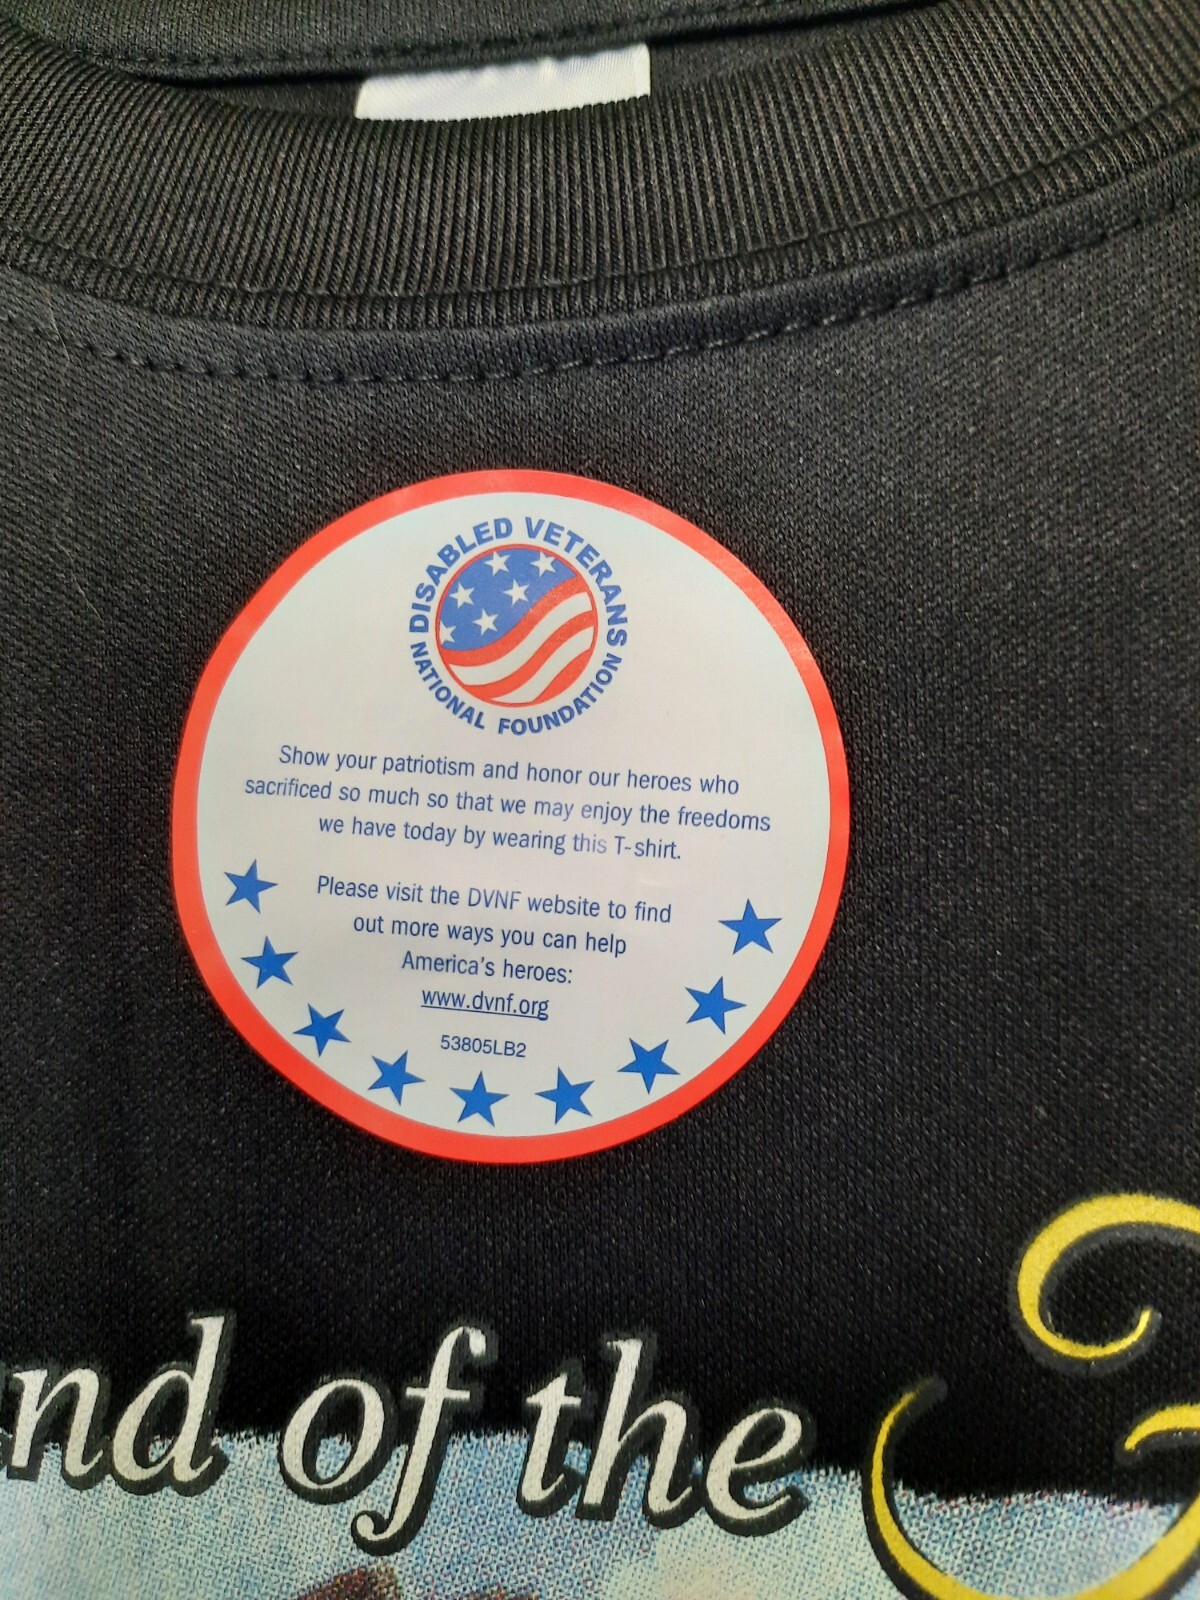 DISABLED VETERANS
NATIONAL FOUNDATION
Show your patriotism and honor our heroes who
sacrificed so much so that we may enjoy the freedoms
we have today by wearing this T-shirt.
Please visit the DVNF website to find
out more ways you can help
America's heroes:
www.dvnf.org
53805LB2
nd of the